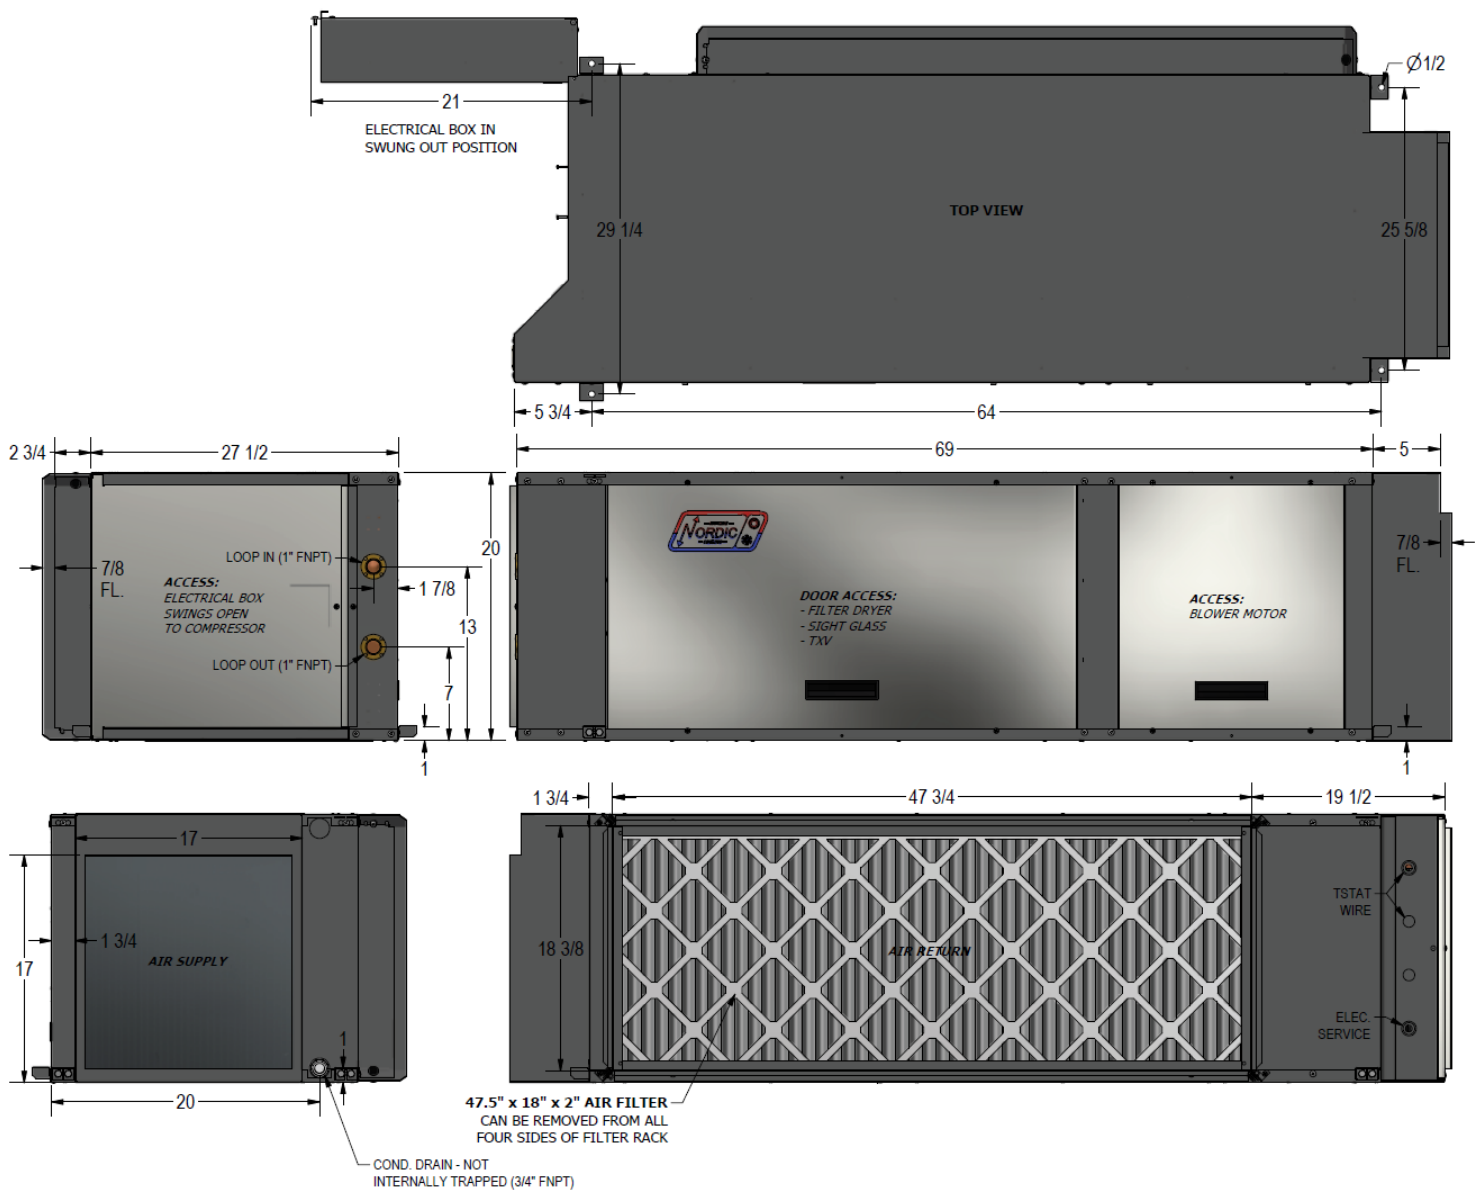 Ø1/2
21
ELECTRICAL BOX IN
SWUNG OUT POSITION
TOP VIEW
29 1/4
25 5/8
5 3/4
64
2 3/4
27 1/2
69
5
NORDIC
LOOP IN (1" FNPT)
7/8
FL.
ACCESS:
ELECTRICAL BOX
SWINGS OPEN
TO COMPRESSOR
1 7/8
20
13
LOOP OUT (1" FNPT)
7
1
DOOR ACCESS:
- FILTER DRYER
- SIGHT GLASS
- TXV
ACCESS:
BLOWER MOTOR
7/8
FL.
1
1 3/4
47 3/4
19 1/2
17
1 3/4
17
AIR SUPPLY
1
20
18 3/8
AIR RETURN
TSTAT
WIRE
ELEC.
SERVICE
47.5" x 18" x 2" AIR FILTER
CAN BE REMOVED FROM ALL
FOUR SIDES OF FILTER RACK
COND. DRAIN - NOT
INTERNALLY TRAPPED (3/4" FNPT)